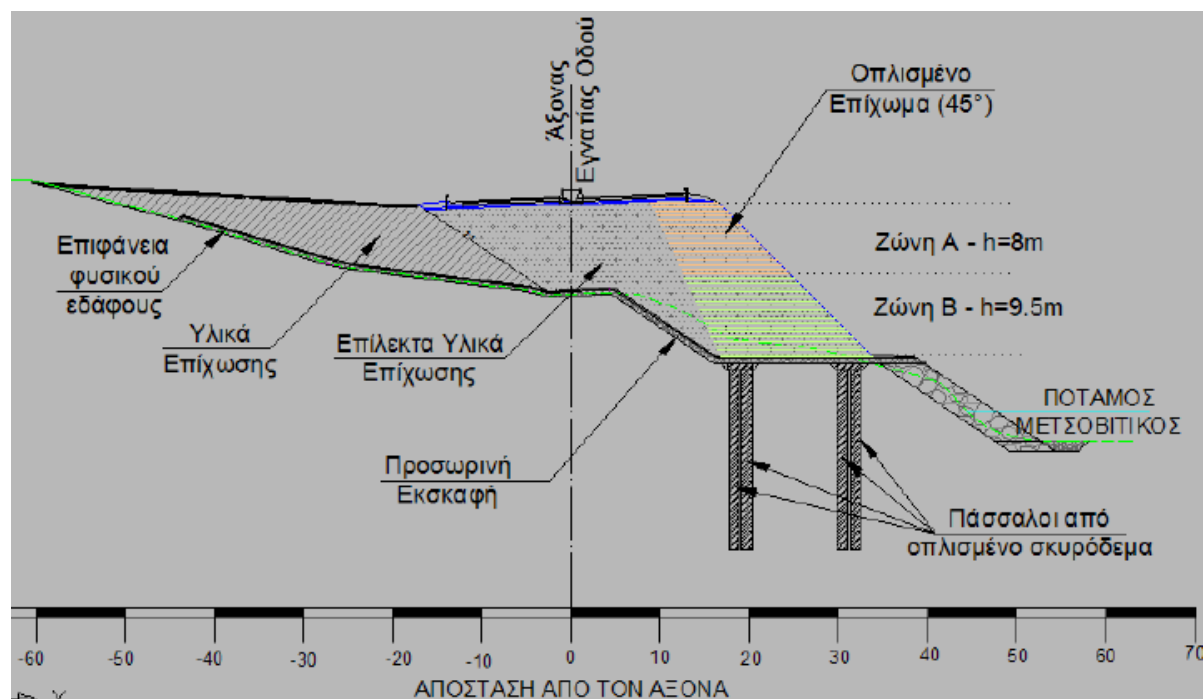 Άξονας
Εγνατίας Οδού
Οπλισμένο
Επίχωμα (45°)
Ζώνη Α - h=8m
Ζώνη Β - h=9.5m
Επιφάνεια
φυσικού
εδάφους
Υλικά
Επίχωσης
Επίλεκτα Υλικά
Επίχωσης
Προσωρινή
Εκσκαφή
ΠΟΤΑΜΟΣ
ΜΕΤΣΟΒΙΤΙΚΟΣ
Πάσσαλοι από
οπλισμένο σκυρόδεμα
-60 -50 -40 -30 -20 -10 0 10 20 30 40 50 60 70
ΑΠΟΣΤΑΣΗ ΑΠΟ ΤΟΝ ΑΞΟΝΑ